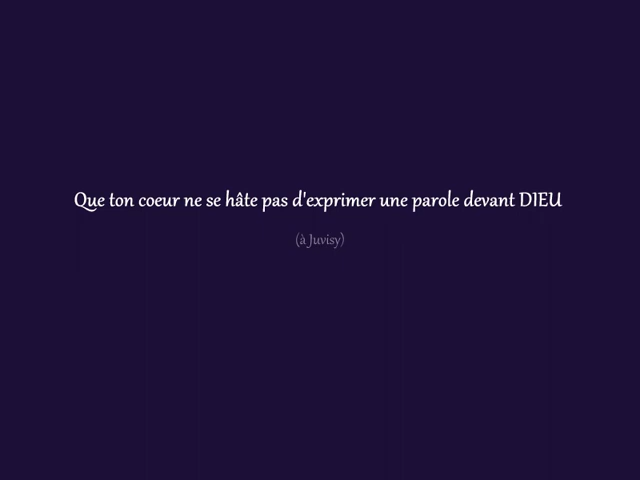 Que ton coeur ne se hâte pas d'exprimer une parole devant DIEU
(à Juvisy)